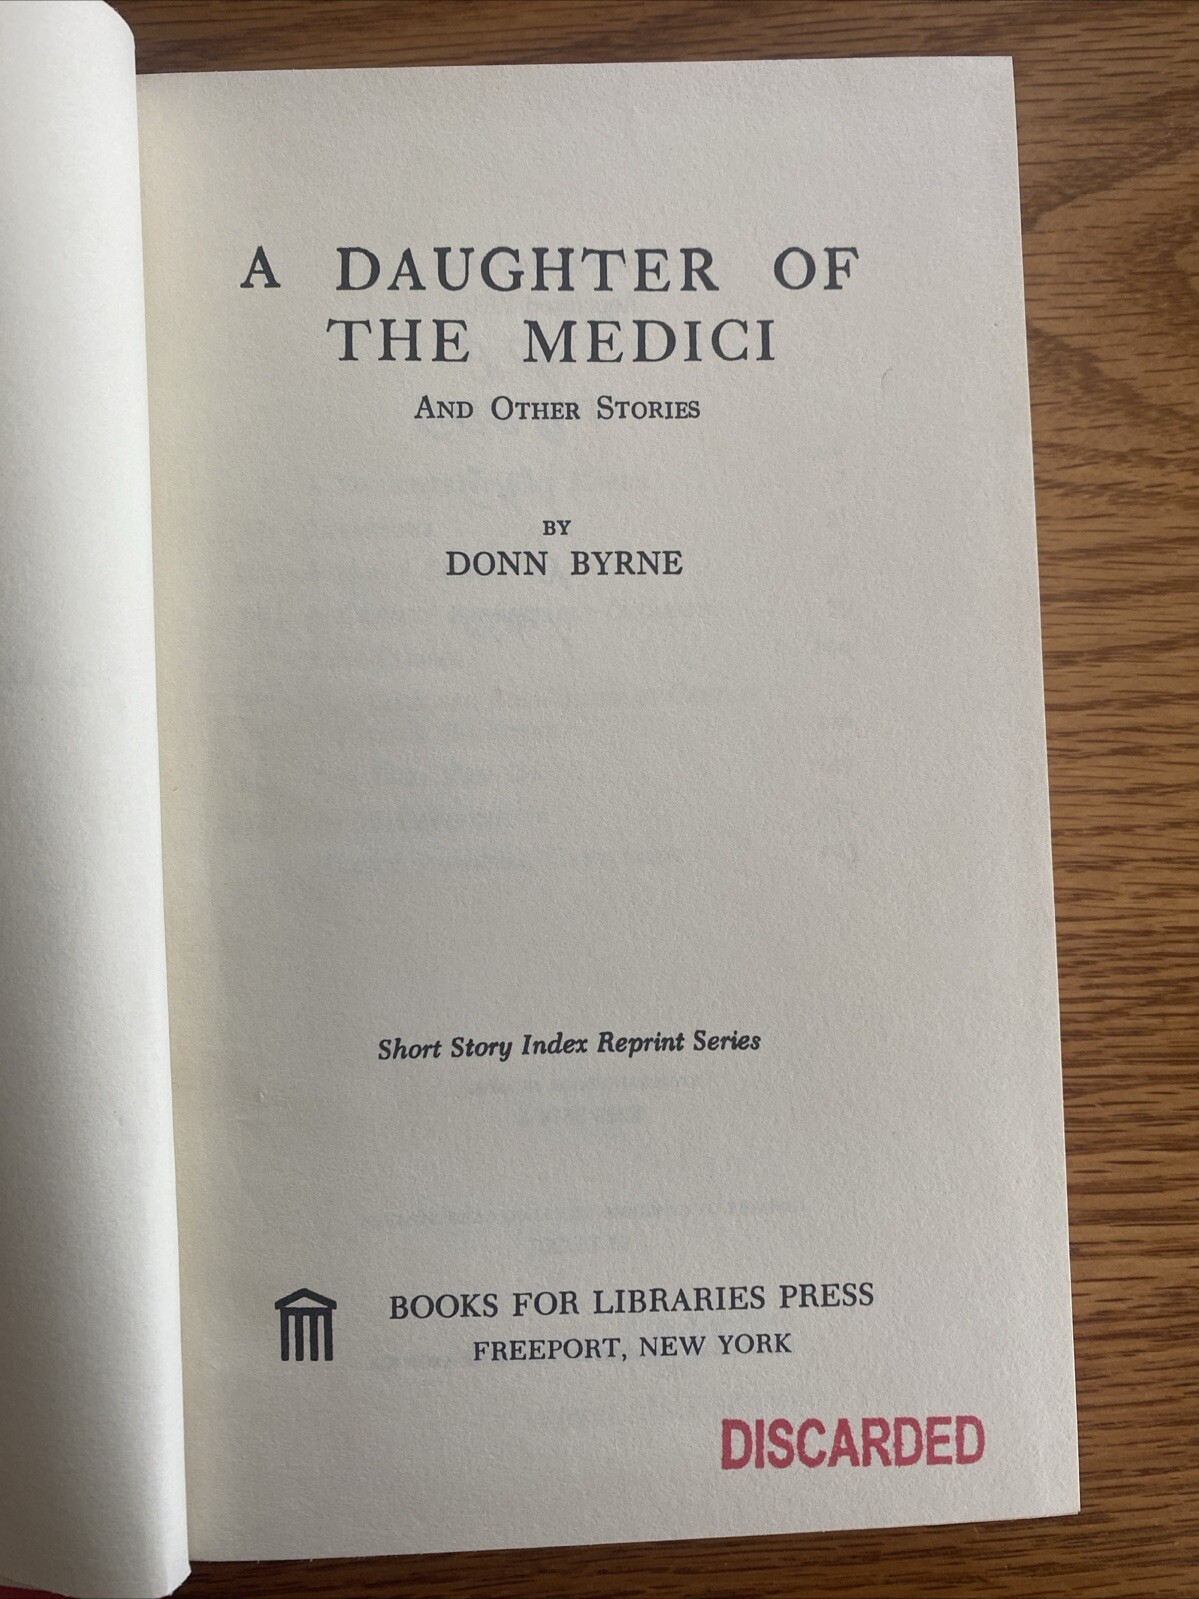 A DAUGHTER OF
THE MEDICI
AND OTHER STORIES
BY
DONN BYRNE
Short Story Index Reprint Series
BOOKS FOR LIBRARIES PRESS
FREEPORT, NEW YORK
DISCARDED